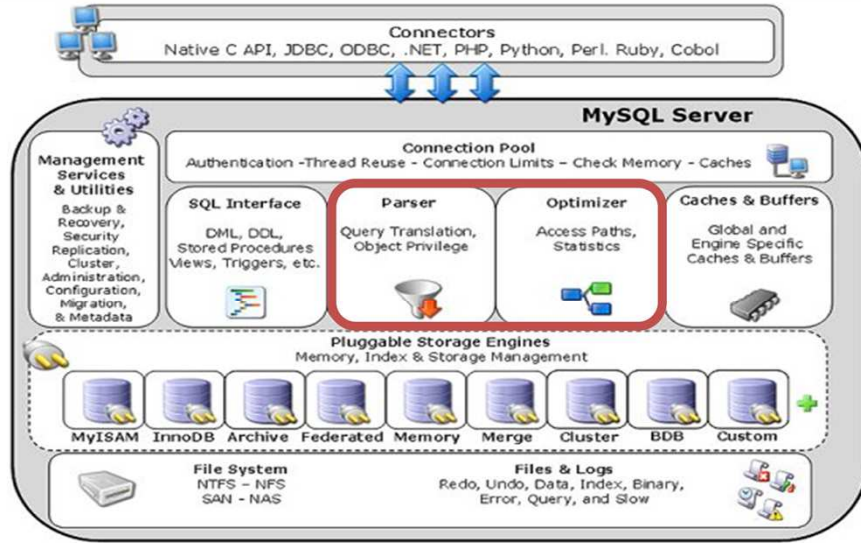 Connectors
Native C API, JDBC, ODBC, .NET, PHP, Python, Perl. Ruby, Cobol
MySQL Server
Connection Pool
Authentication -Thread Reuse - Connection Limits – Check Memory - Caches
Management
Services
& Utilities
Backup &
Recovery,
Security
Replication,
Cluster,
Administration,
Configuration,
Migration,
& Metadata
SQL Interface
DML, DDL,
Stored Procedures
Views, Triggers, etc.
Parser
Query Translation,
Object Privilege
Optimizer
Access Paths,
Statistics
Caches & Buffers
Global and
Engine Specific
Caches & Buffers
Pluggable Storage Engines
Memory, Index & Storage Management
MyISAM InnoDB Archive Federated Memory Merge Cluster BDB Custom
File System
NTFS – NFS
SAN - NAS
Files & Logs
Redo, Undo, Data, Index, Binary,
Error, Query, and Slow